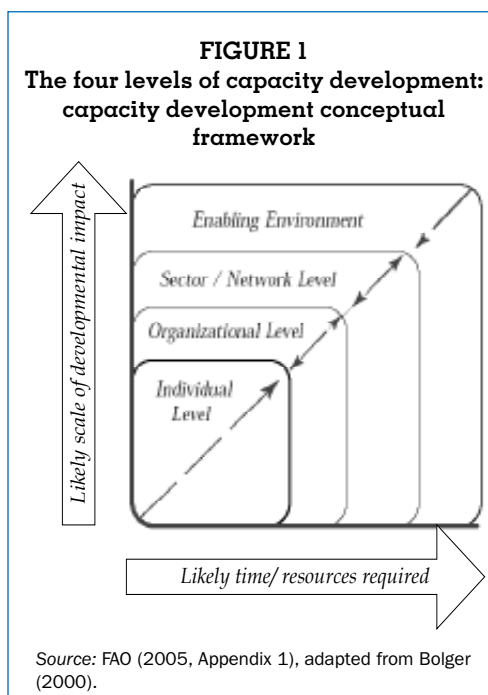 FIGURE 1
The four levels of capacity development:
capacity development conceptual
framework
Likely scale of developmental impact
Enabling Environment
Sector / Network Level
Organizational Level
Individual
Level
Likely time/ resources required
Source: FAO (2005, Appendix 1), adapted from Bolger
(2000).